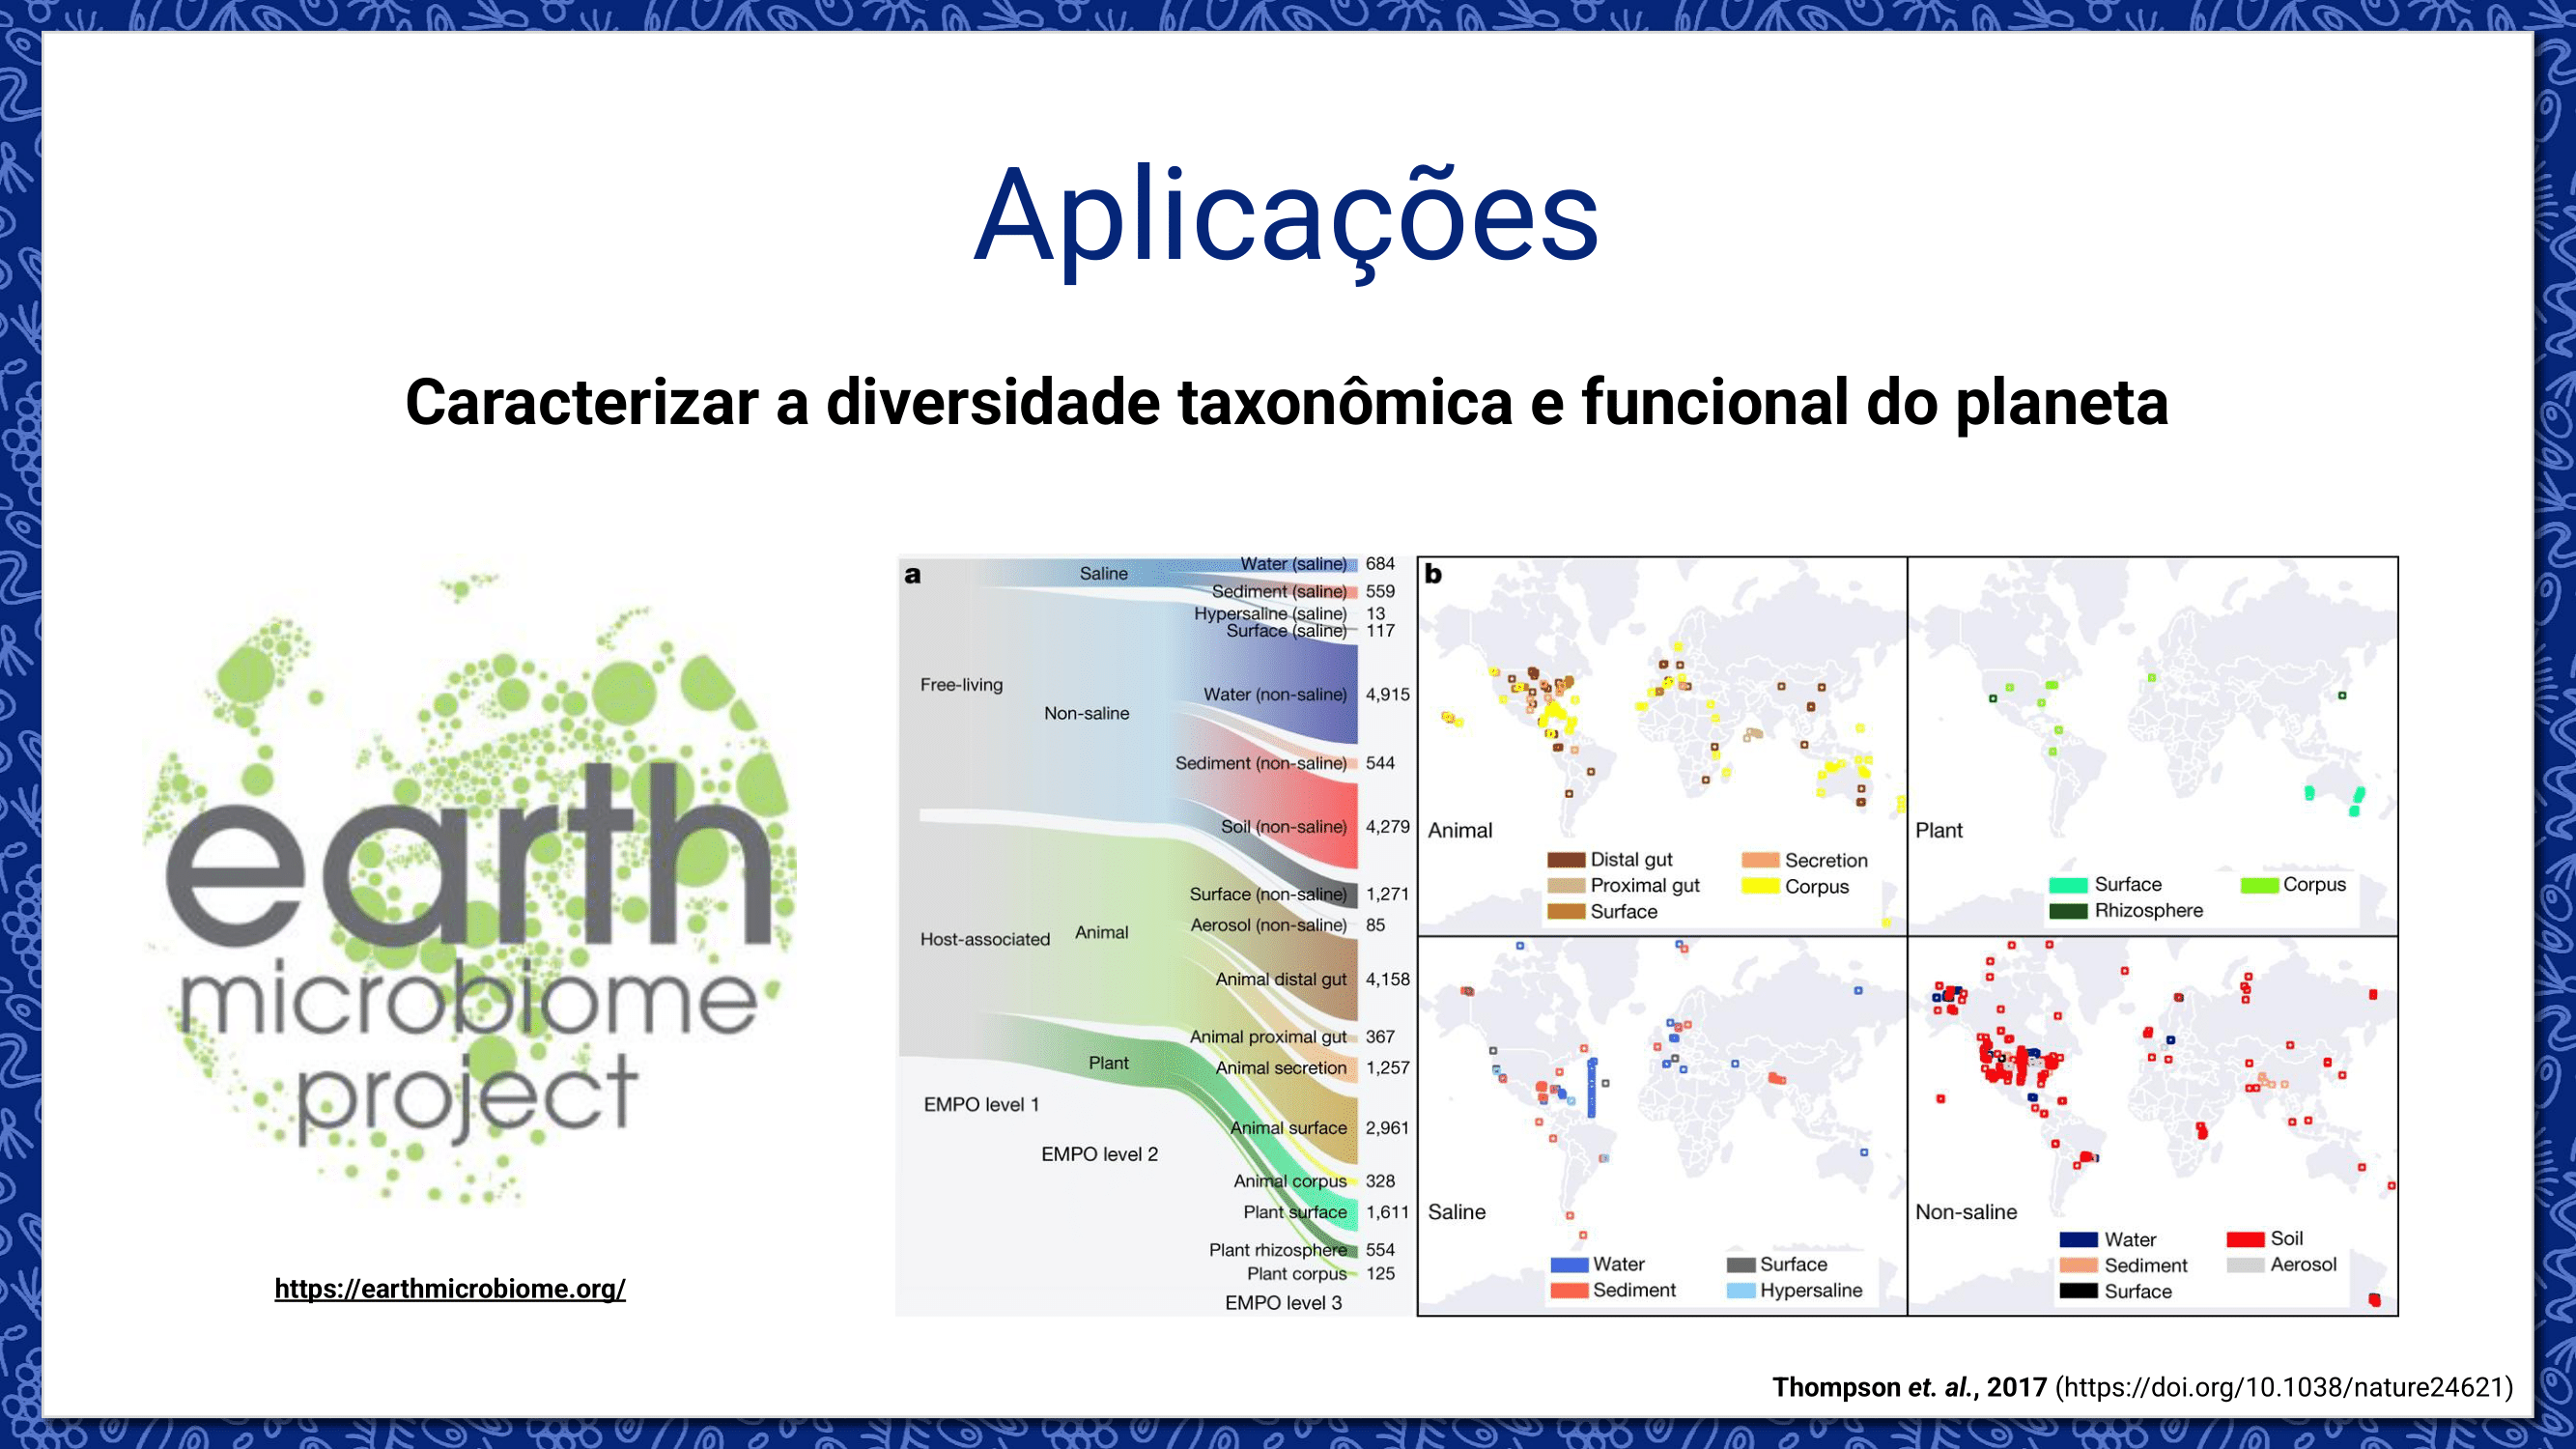 Aplicações
Caracterizar a diversidade taxonômica e funcional do planeta
earth
microbiome
project
https://earthmicrobiome.org/
a
Free-living
Host-associated
EMPO level 1
Saline
Non-saline
Animal
Plant
EMPO level 2
Water (saline) 684
Sediment (saline) 559
Hypersaline (saline) 13
Surface (saline) 117
Water (non-saline) 4,915
Sediment (non-saline) 544
Soil (non-saline) 4,279
Surface (non-saline) 1,271
Aerosol (non-saline) 85
Animal distal gut 4,158
Animal proximal gut 367
Animal secretion 1,257
Animal surface 2,961
Animal corpus 328
Plant surface 1,611
Plant rhizosphere 554
Plant corpus 125
EMPO level 3
b
Animal
Distal gut
Proximal gut
Surface
Secretion
Corpus
Plant
Surface
Rhizosphere
Corpus
Saline
Water
Sediment
Surface
Hypersaline
Non-saline
Water
Sediment
Surface
Soil
Aerosol
Thompson et. al., 2017 (https://doi.org/10.1038/nature24621)